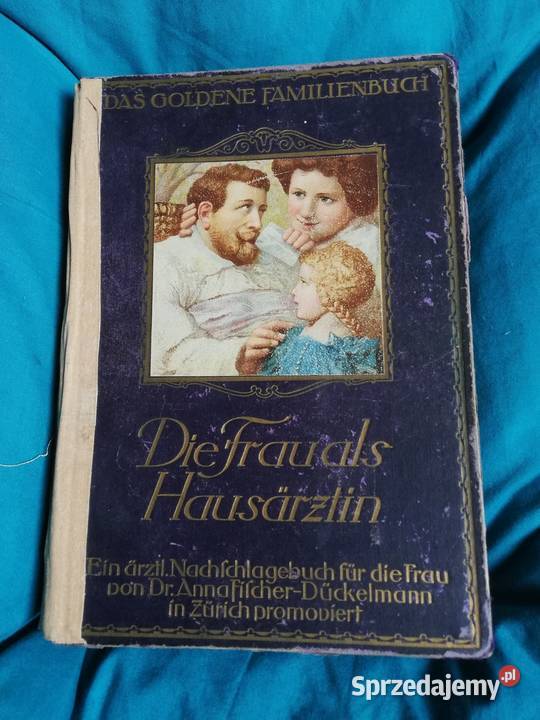 DAS GOLDENE FAMILIENBUCH
Die Frau als
Hausärztin
Ein ärztl. Nachschlagebuch für die Frau
von Dr. Anna Fischer-Dückelmann
in Zürich promoviert
Sprzedajemy.pl